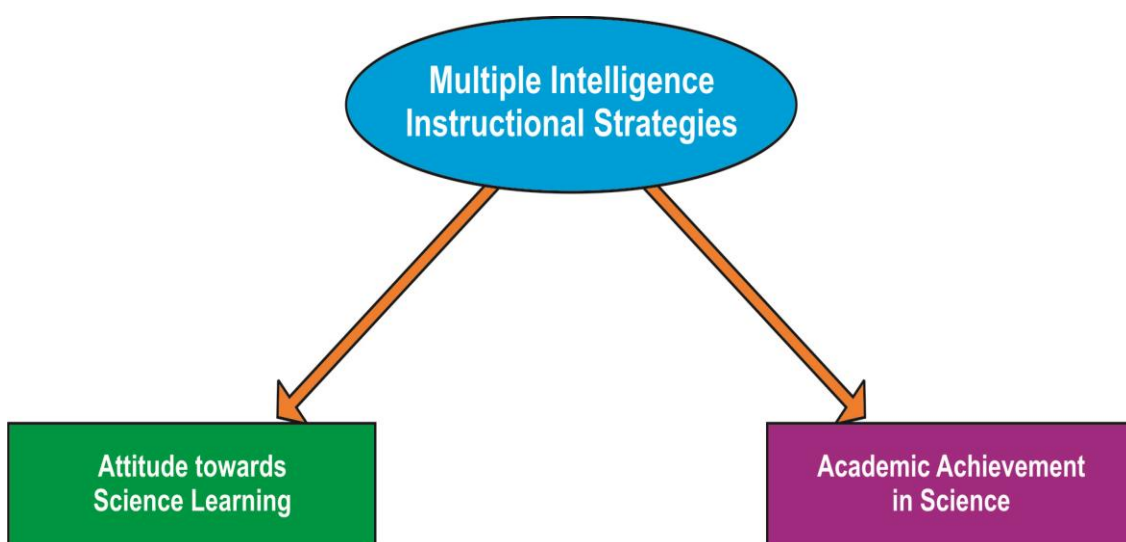 Multiple Intelligence
Instructional Strategies
Attitude towards
Science Learning
Academic Achievement
in Science